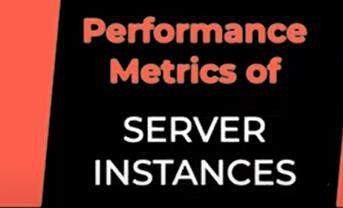 Performance
Metrics of
SERVER
INSTANCES